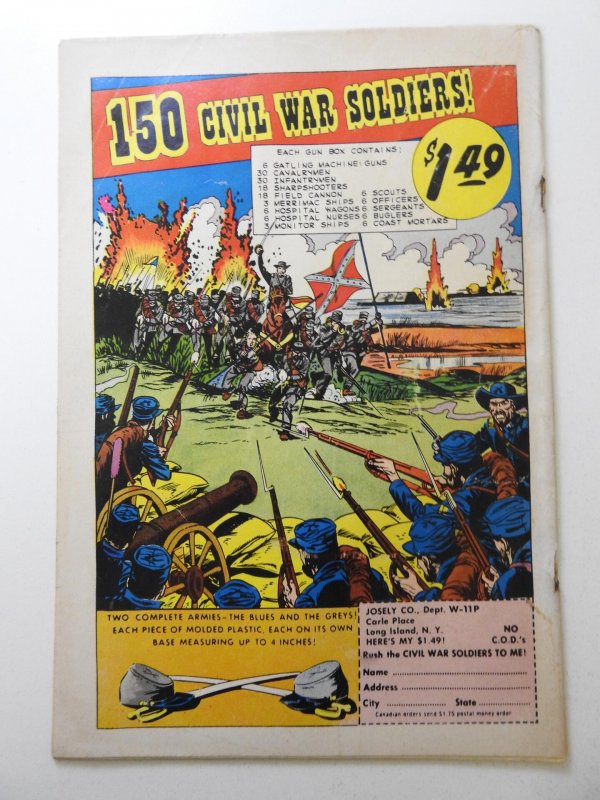 150 CIVIL WAR SOLDIERS!
$1.49
EACH GUN BOX CONTAINS:
6 GATLING MACHINE GUNS
30 CAVALRYMEN
30 INFANTRYMEN
18 SHARPSHOOTERS
18 FIELD CANNON 6 SCOUTS
3 MERRIMAC SHIPS 6 OFFICERS
6 HOSPITAL WAGONS 6 SERGEANTS
6 HOSPITAL NURSES 6 BUGLERS
3 MONITOR SHIPS 6 COAST MORTARS
TWO COMPLETE ARMIES—THE BLUES AND THE GREYS!
EACH PIECE OF MOLDED PLASTIC, EACH ON ITS OWN
BASE MEASURING UP TO 4 INCHES!
JOSELY CO., Dept. W-11P
Carle Place
Long Island, N. Y. NO
HERE'S MY $1.49! C.O.D.'s
Rush the CIVIL WAR SOLDIERS TO ME!
Name
Address
City State
Canadian orders send $1.75 postal money order